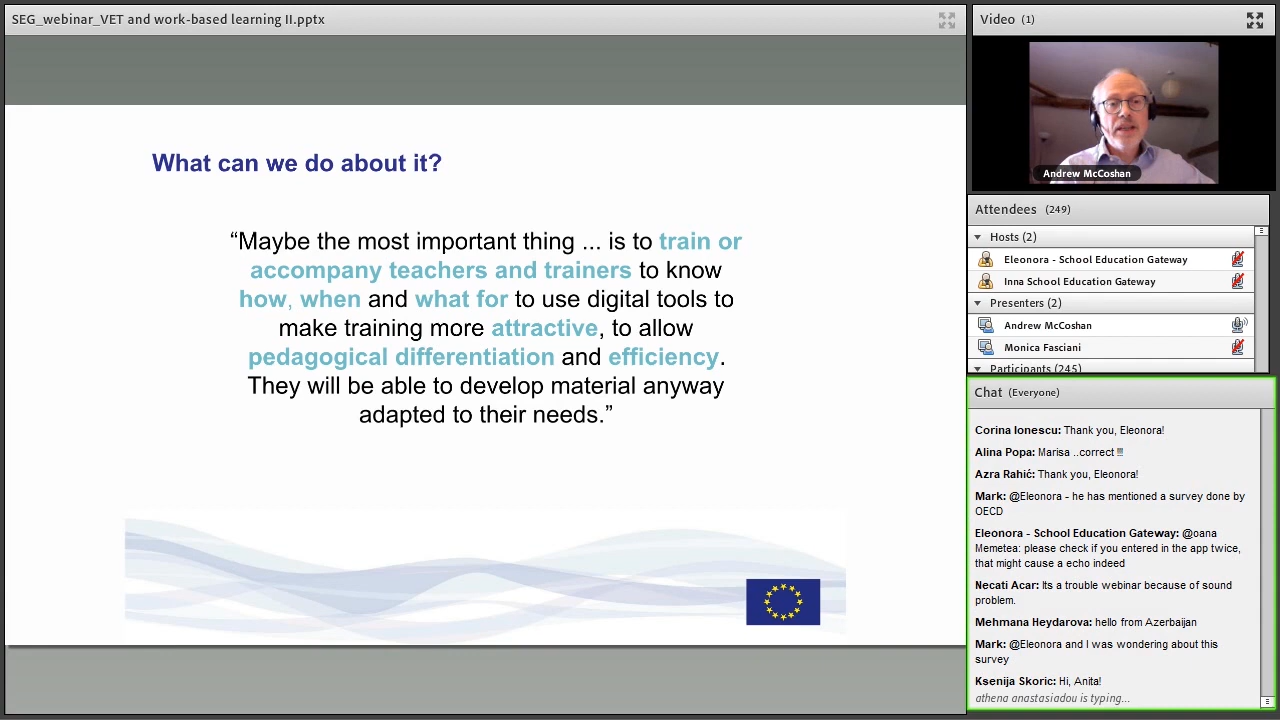 SEG_webinar_VET and work-based learning II.pptx
What can we do about it?
“Maybe the most important thing ... is to train or
accompany teachers and trainers to know
how, when and what for to use digital tools to
make training more attractive, to allow
pedagogical differentiation and efficiency.
They will be able to develop material anyway
adapted to their needs.”
Video (1)
Andrew McCoshan
Attendees (249)
Hosts (2)
Eleonora - School Education Gateway
Inna School Education Gateway
Presenters (2)
Andrew McCoshan
Monica Fasciani
Participants (245)
Chat (Everyone)
Corina Ionescu: Thank you, Eleonora!
Alina Popa: Marisa ..correct !!!
Azra Rahić: Thank you, Eleonora!
Mark: @Eleonora - he has mentioned a survey done by
OECD
Eleonora - School Education Gateway: @oana
Memetea: please check if you entered in the app twice,
that might cause a echo indeed
Necati Acar: Its a trouble webinar because of sound
problem.
Mehmana Heydarova: hello from Azerbaijan
Mark: @Eleonora and I was wondering about this
survey
Ksenija Skoric: Hi, Anita!
athena anastasiadou is typing...